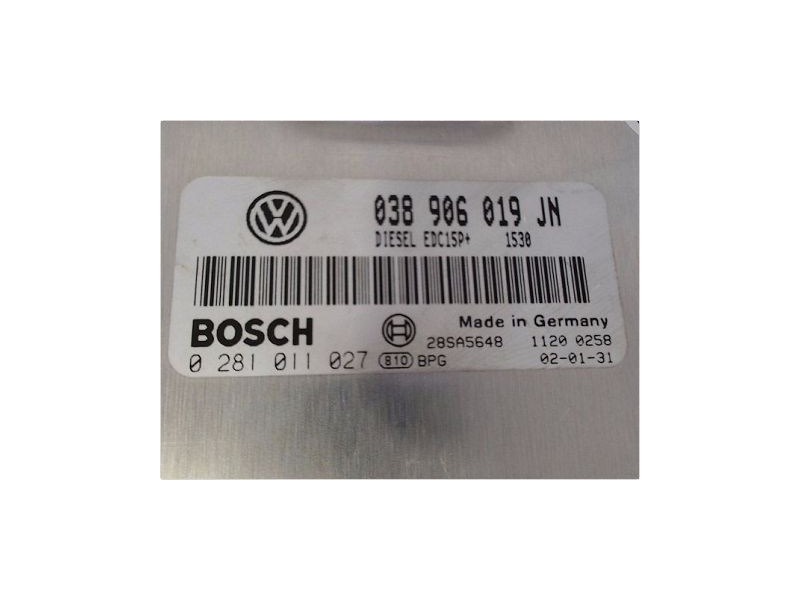 038 906 019 JN
DIESEL EDC15P+ 1530
BOSCH Made in Germany
28SA5648 1120 0258
0 281 011 027 810 BPG 02-01-31